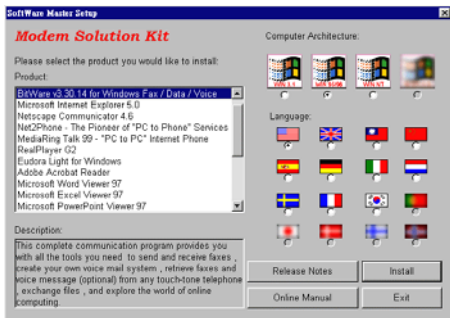 SoftWare Master Setup
Modem Solution Kit
Please select the product you would like to install:
Product:
BitWare v3.30.14 for Windows Fax / Data / Voice
Microsoft Internet Explorer 5.0
Netscape Communicator 4.6
Net2Phone - The Pioneer of "PC to Phone" Services
MediaRing Talk 99 - "PC to PC" Internet Phone
RealPlayer G2
Eudora Light for Windows
Adobe Acrobat Reader
Microsoft Word Viewer 97
Microsoft Excel Viewer 97
Microsoft PowerPoint Viewer 97
Description:
This complete communication program provides you
with all the tools you need to send and receive faxes ,
create your own voice mail system , retrieve faxes and
voice message (optional) from any touch-tone telephone
, exchange files , and explore the world of online
computing.
Computer Architecture:
WIN 3.1
WIN 95/98
WIN NT
Language:
Release Notes
Install
Online Manual
Exit